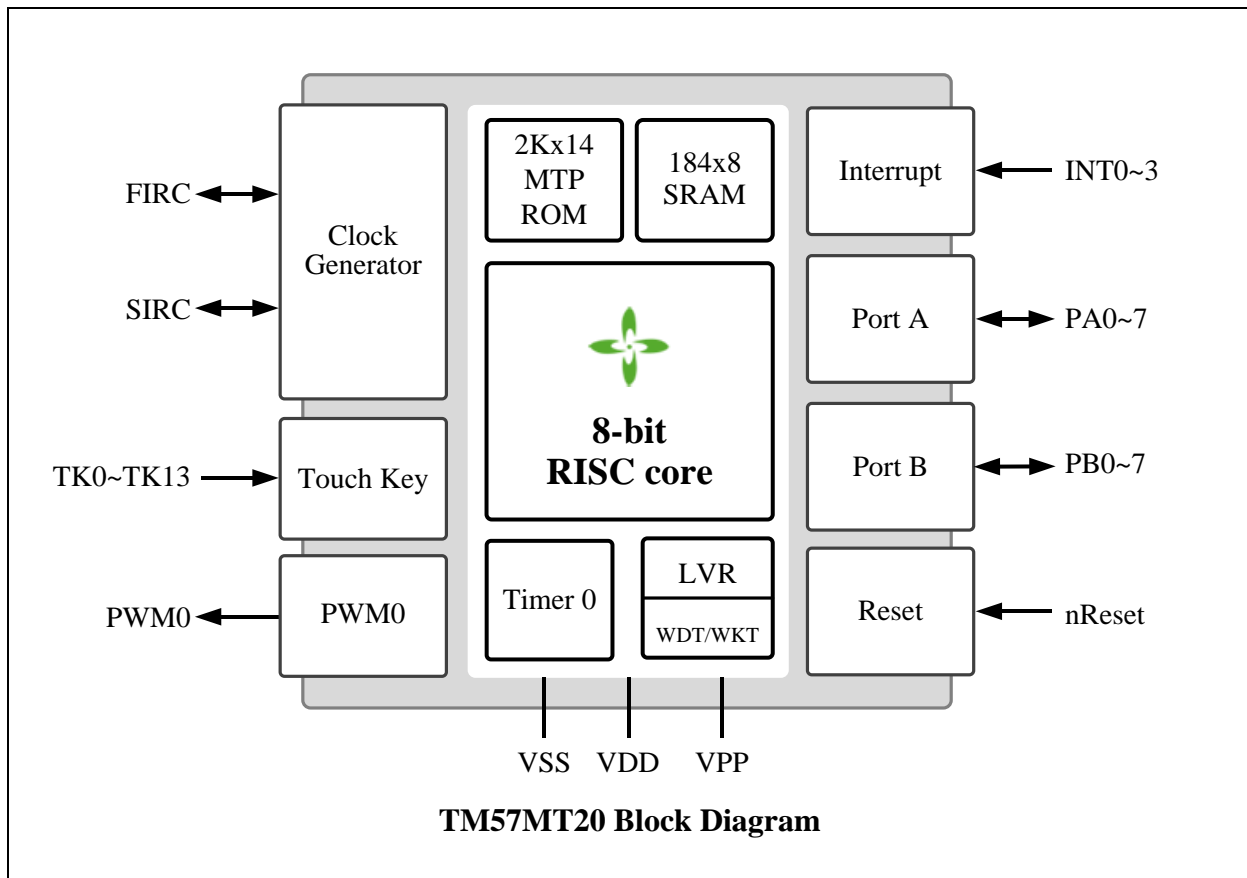 2Kx14
MTP
ROM
184x8
SRAM
Interrupt
INT0~3
FIRC
Clock
Generator
SIRC
Port A
PA0~7
8-bit
RISC core
Port B
PB0~7
TK0~TK13
Touch Key
PWM0
PWM0
Timer 0
LVR
WDT/WKT
Reset
nReset
VSS
VDD
VPP
TM57MT20 Block Diagram